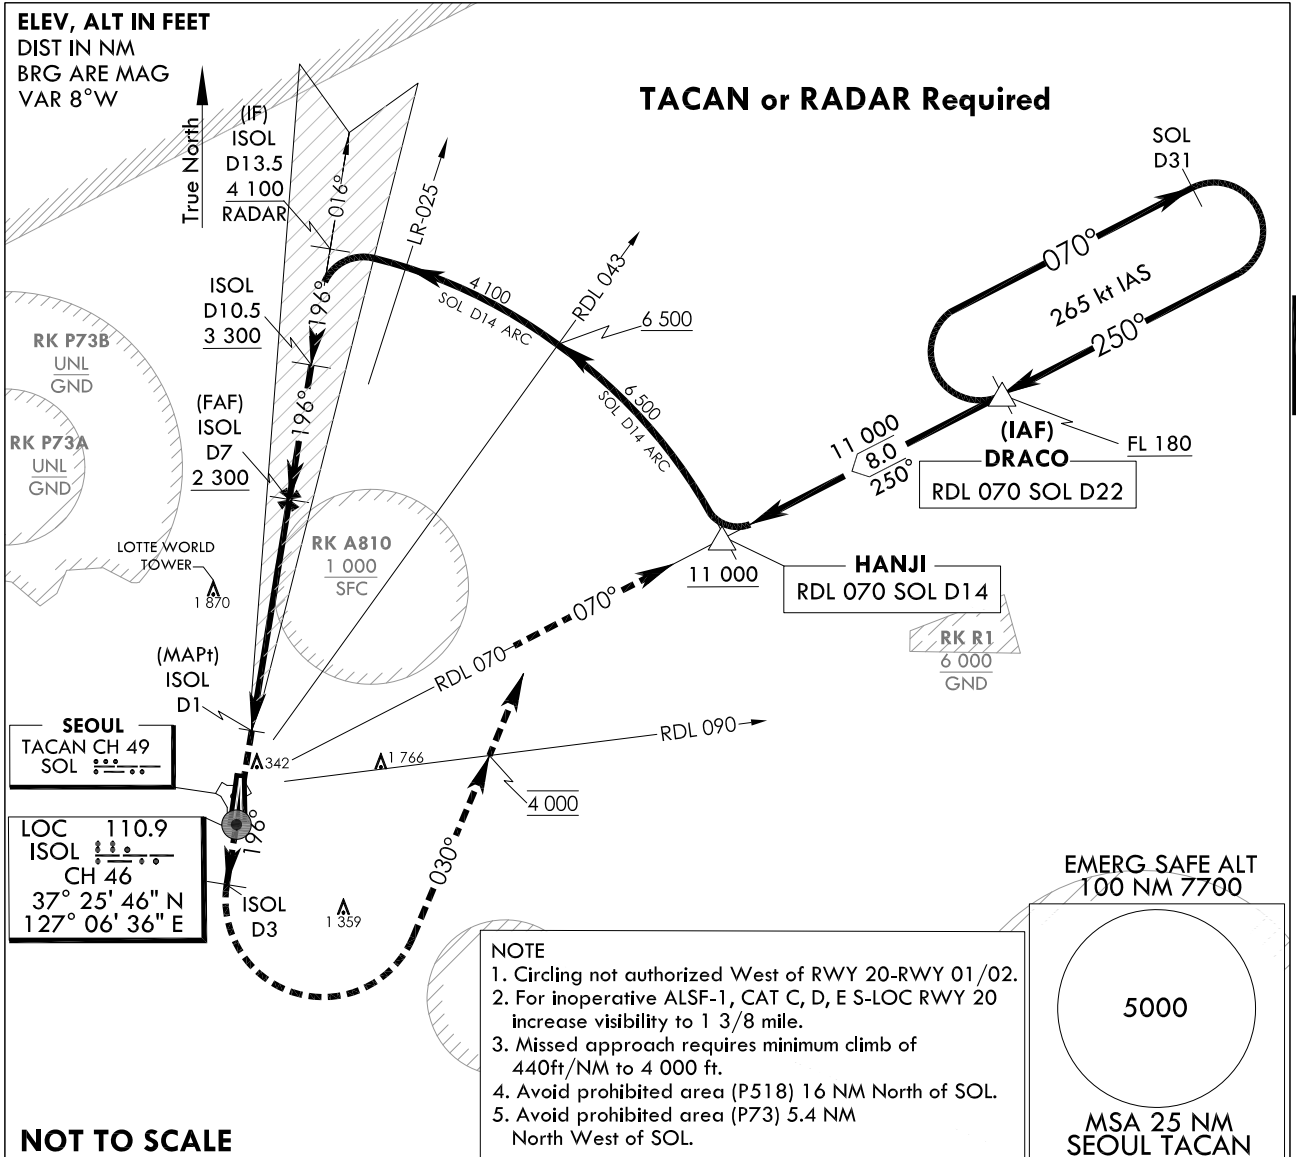 ELEV, ALT IN FEET
DIST IN NM
BRG ARE MAG
VAR 8°W
True North
TACAN or RADAR Required
(IF)
ISOL
D13.5
4 100
RADAR
016°
LR-025
RDL 043
SOL
D31
070°
265 kt IAS
250°
196°
ISOL
D10.5
3 300
4 100
SOL D14 ARC
6 500
6 500
SOL D14 ARC
RK P73B
UNL
GND
RK P73A
UNL
GND
(FAF)
ISOL
D7
2 300
196°
11 000
8.0
250°
(IAF)
DRACO
RDL 070 SOL D22
FL 180
LOTTE WORLD
TOWER
1 870
RK A810
1 000
SFC
11 000
HANJI
RDL 070 SOL D14
070°
RDL 070
RK R1
6 000
GND
(MAPt)
ISOL
D1
SEOUL
TACAN CH 49
SOL
342
1 766
RDL 090
4 000
LOC 110.9
ISOL
CH 46
37° 25' 46" N
127° 06' 36" E
196°
030°
ISOL
D3
1 359
EMERG SAFE ALT
100 NM 7700
5000
MSA 25 NM
SEOUL TACAN
NOTE
1. Circling not authorized West of RWY 20-RWY 01/02.
2. For inoperative ALSF-1, CAT C, D, E S-LOC RWY 20
increase visibility to 1 3/8 mile.
3. Missed approach requires minimum climb of
440ft/NM to 4 000 ft.
4. Avoid prohibited area (P518) 16 NM North of SOL.
5. Avoid prohibited area (P73) 5.4 NM
North West of SOL.
NOT TO SCALE